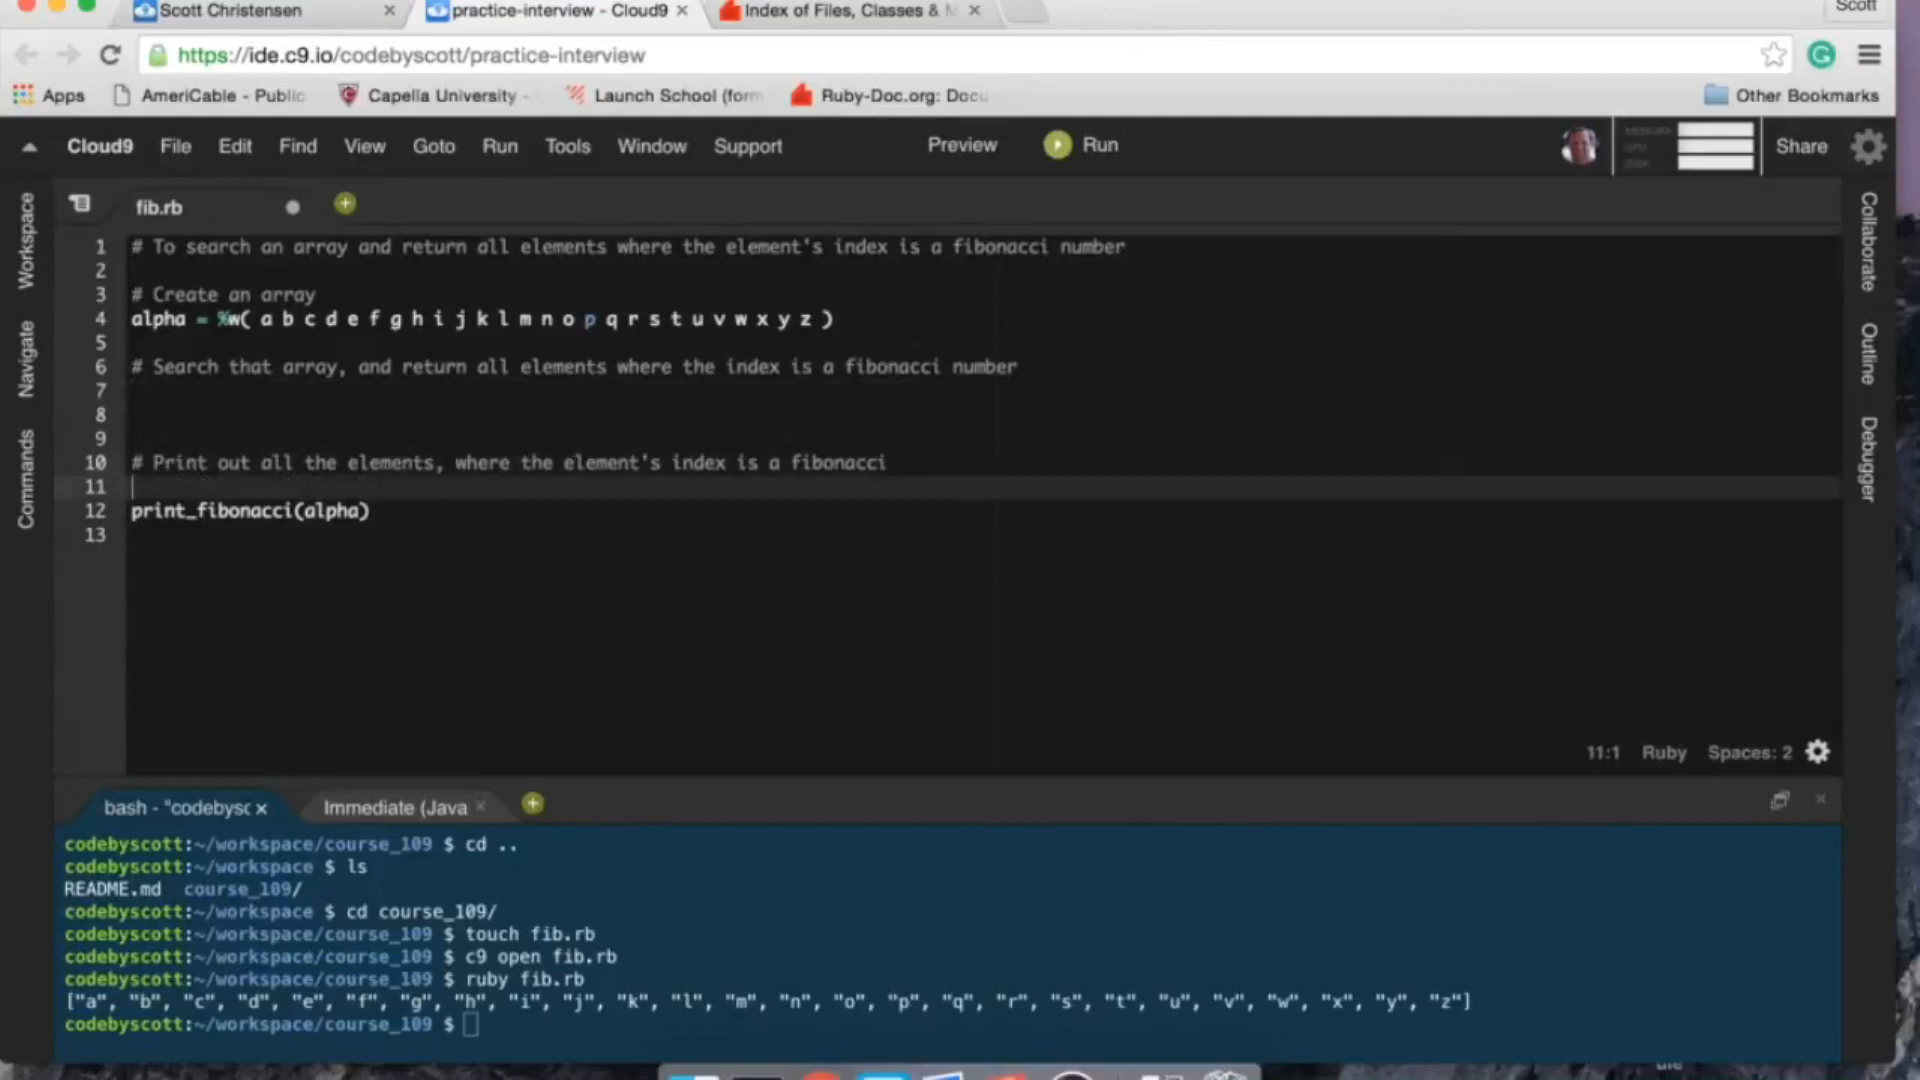 Scott Christensen
practice-interview - Cloud9
Index of Files, Classes &
Scott
https://ide.c9.io/codebyscott/practice-interview
Apps
AmeriCable - Public
Capella University -
Launch School (form
Ruby-Doc.org: Docu
Other Bookmarks
Cloud9 File Edit Find View Goto Run Tools Window Support
Preview
Run
Share
Workspace
Navigate
Commands
Collaborate
Outline
Debugger
fib.rb
1 # To search an array and return all elements where the element's index is a fibonacci number
2
3 # Create an array
4 alpha = %w( a b c d e f g h i j k l m n o p q r s t u v w x y z )
5
6 # Search that array, and return all elements where the index is a fibonacci number
7
8
9
10 # Print out all the elements, where the element's index is a fibonacci
11
12 print_fibonacci(alpha)
13
11:1 Ruby Spaces: 2
bash - "codebysc
Immediate (Java
codebyscott:~/workspace/course_109 $ cd ..
codebyscott:~/workspace $ ls
README.md course_109/
codebyscott:~/workspace $ cd course_109/
codebyscott:~/workspace/course_109 $ touch fib.rb
codebyscott:~/workspace/course_109 $ c9 open fib.rb
codebyscott:~/workspace/course_109 $ ruby fib.rb
["a", "b", "c", "d", "e", "f", "g", "h", "i", "j", "k", "l", "m", "n", "o", "p", "q", "r", "s", "t", "u", "v", "w", "x", "y", "z"]
codebyscott:~/workspace/course_109 $